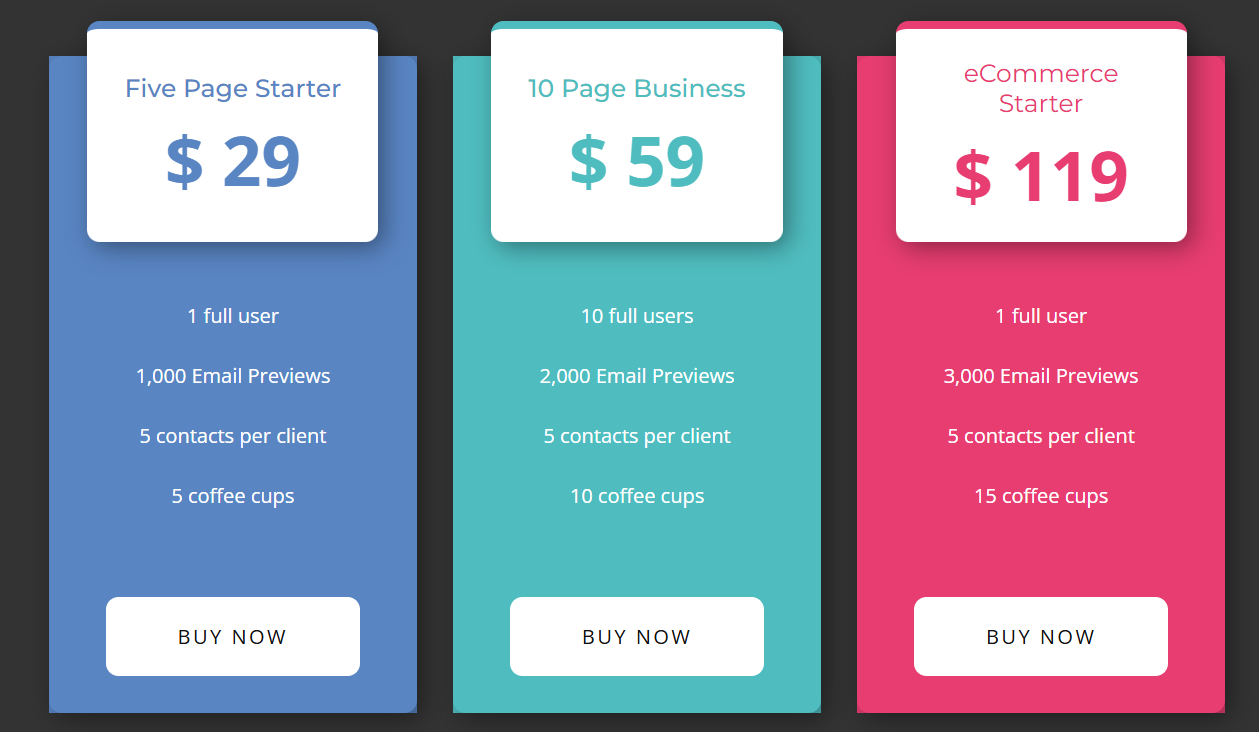 Five Page Starter
$ 29
1 full user
1,000 Email Previews
5 contacts per client
5 coffee cups
BUY NOW
10 Page Business
$ 59
10 full users
2,000 Email Previews
5 contacts per client
10 coffee cups
BUY NOW
eCommerce
Starter
$ 119
1 full user
3,000 Email Previews
5 contacts per client
15 coffee cups
BUY NOW